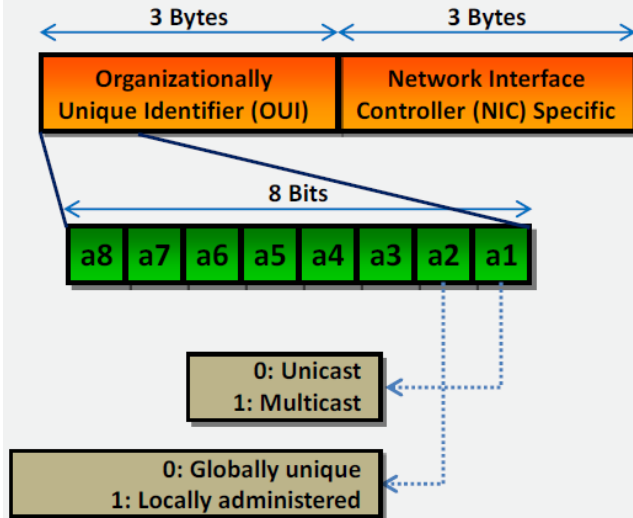 3 Bytes 3 Bytes
Organizationally
Unique Identifier (OUI)
Network Interface
Controller (NIC) Specific
8 Bits
a8 a7 a6 a5 a4 a3 a2 a1
0: Unicast
1: Multicast
0: Globally unique
1: Locally administered